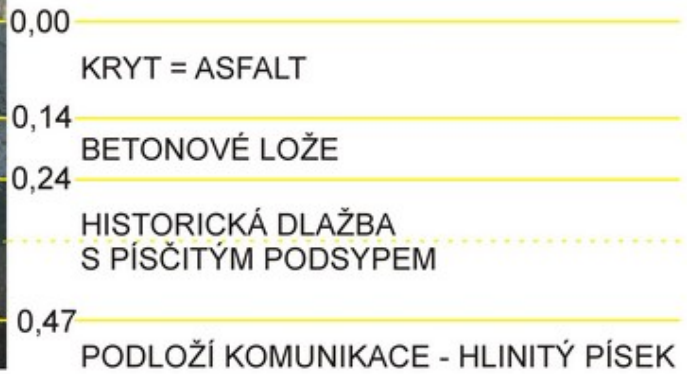 0,00
KRYT = ASFALT
0,14
BETONOVÉ LOŽE
0,24
HISTORICKÁ DLAŽBA
S PÍSČITÝM PODSYPEM
0,47
PODLOŽÍ KOMUNIKACE - HLINITÝ PÍSEK